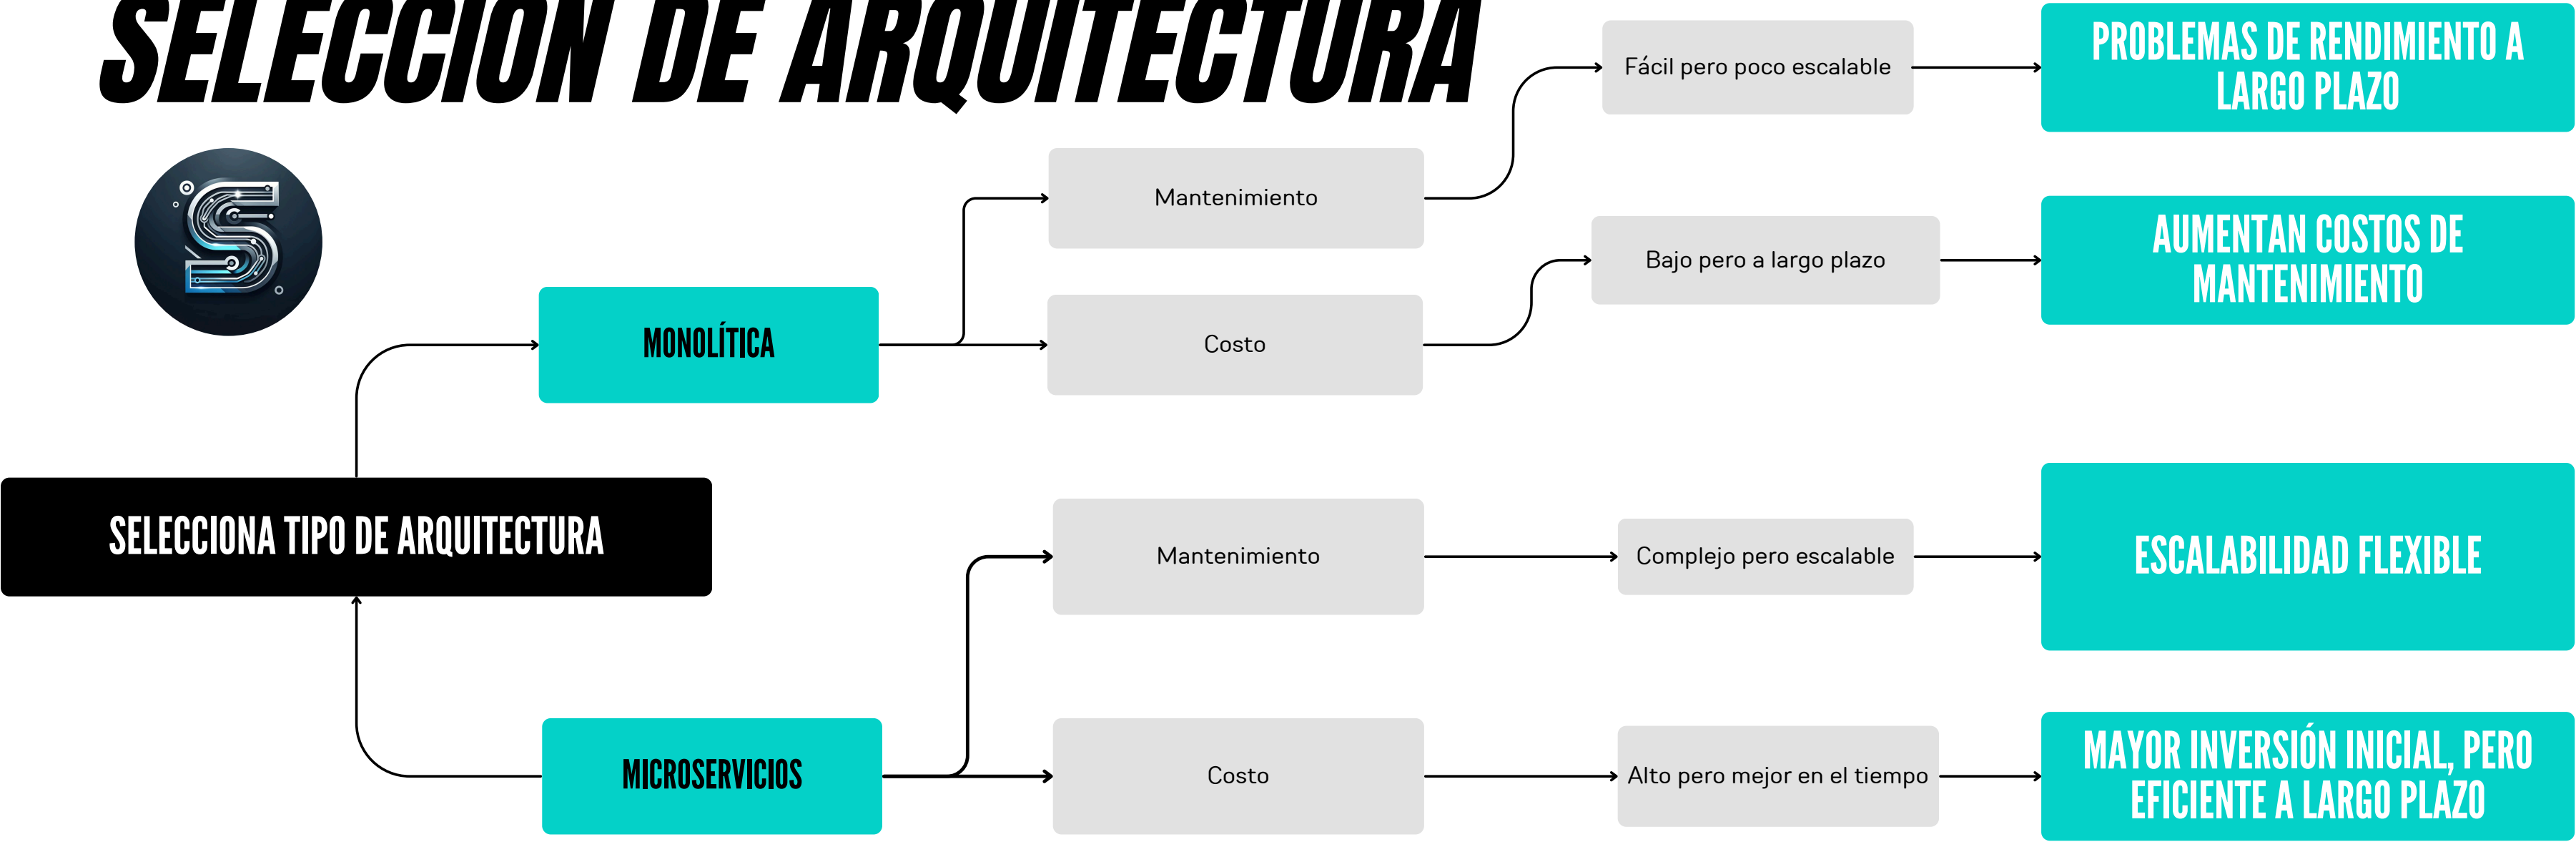 SELECCIÓN DE ARQUITECTURA
Fácil pero poco escalable
PROBLEMAS DE RENDIMIENTO A
LARGO PLAZO
Mantenimiento
Bajo pero a largo plazo
AUMENTAN COSTOS DE
MANTENIMIENTO
MONOLÍTICA
Costo
SELECCIONA TIPO DE ARQUITECTURA
Mantenimiento
Complejo pero escalable
ESCALABILIDAD FLEXIBLE
MICROSERVICIOS
Costo
Alto pero mejor en el tiempo
MAYOR INVERSIÓN INICIAL, PERO
EFICIENTE A LARGO PLAZO
S